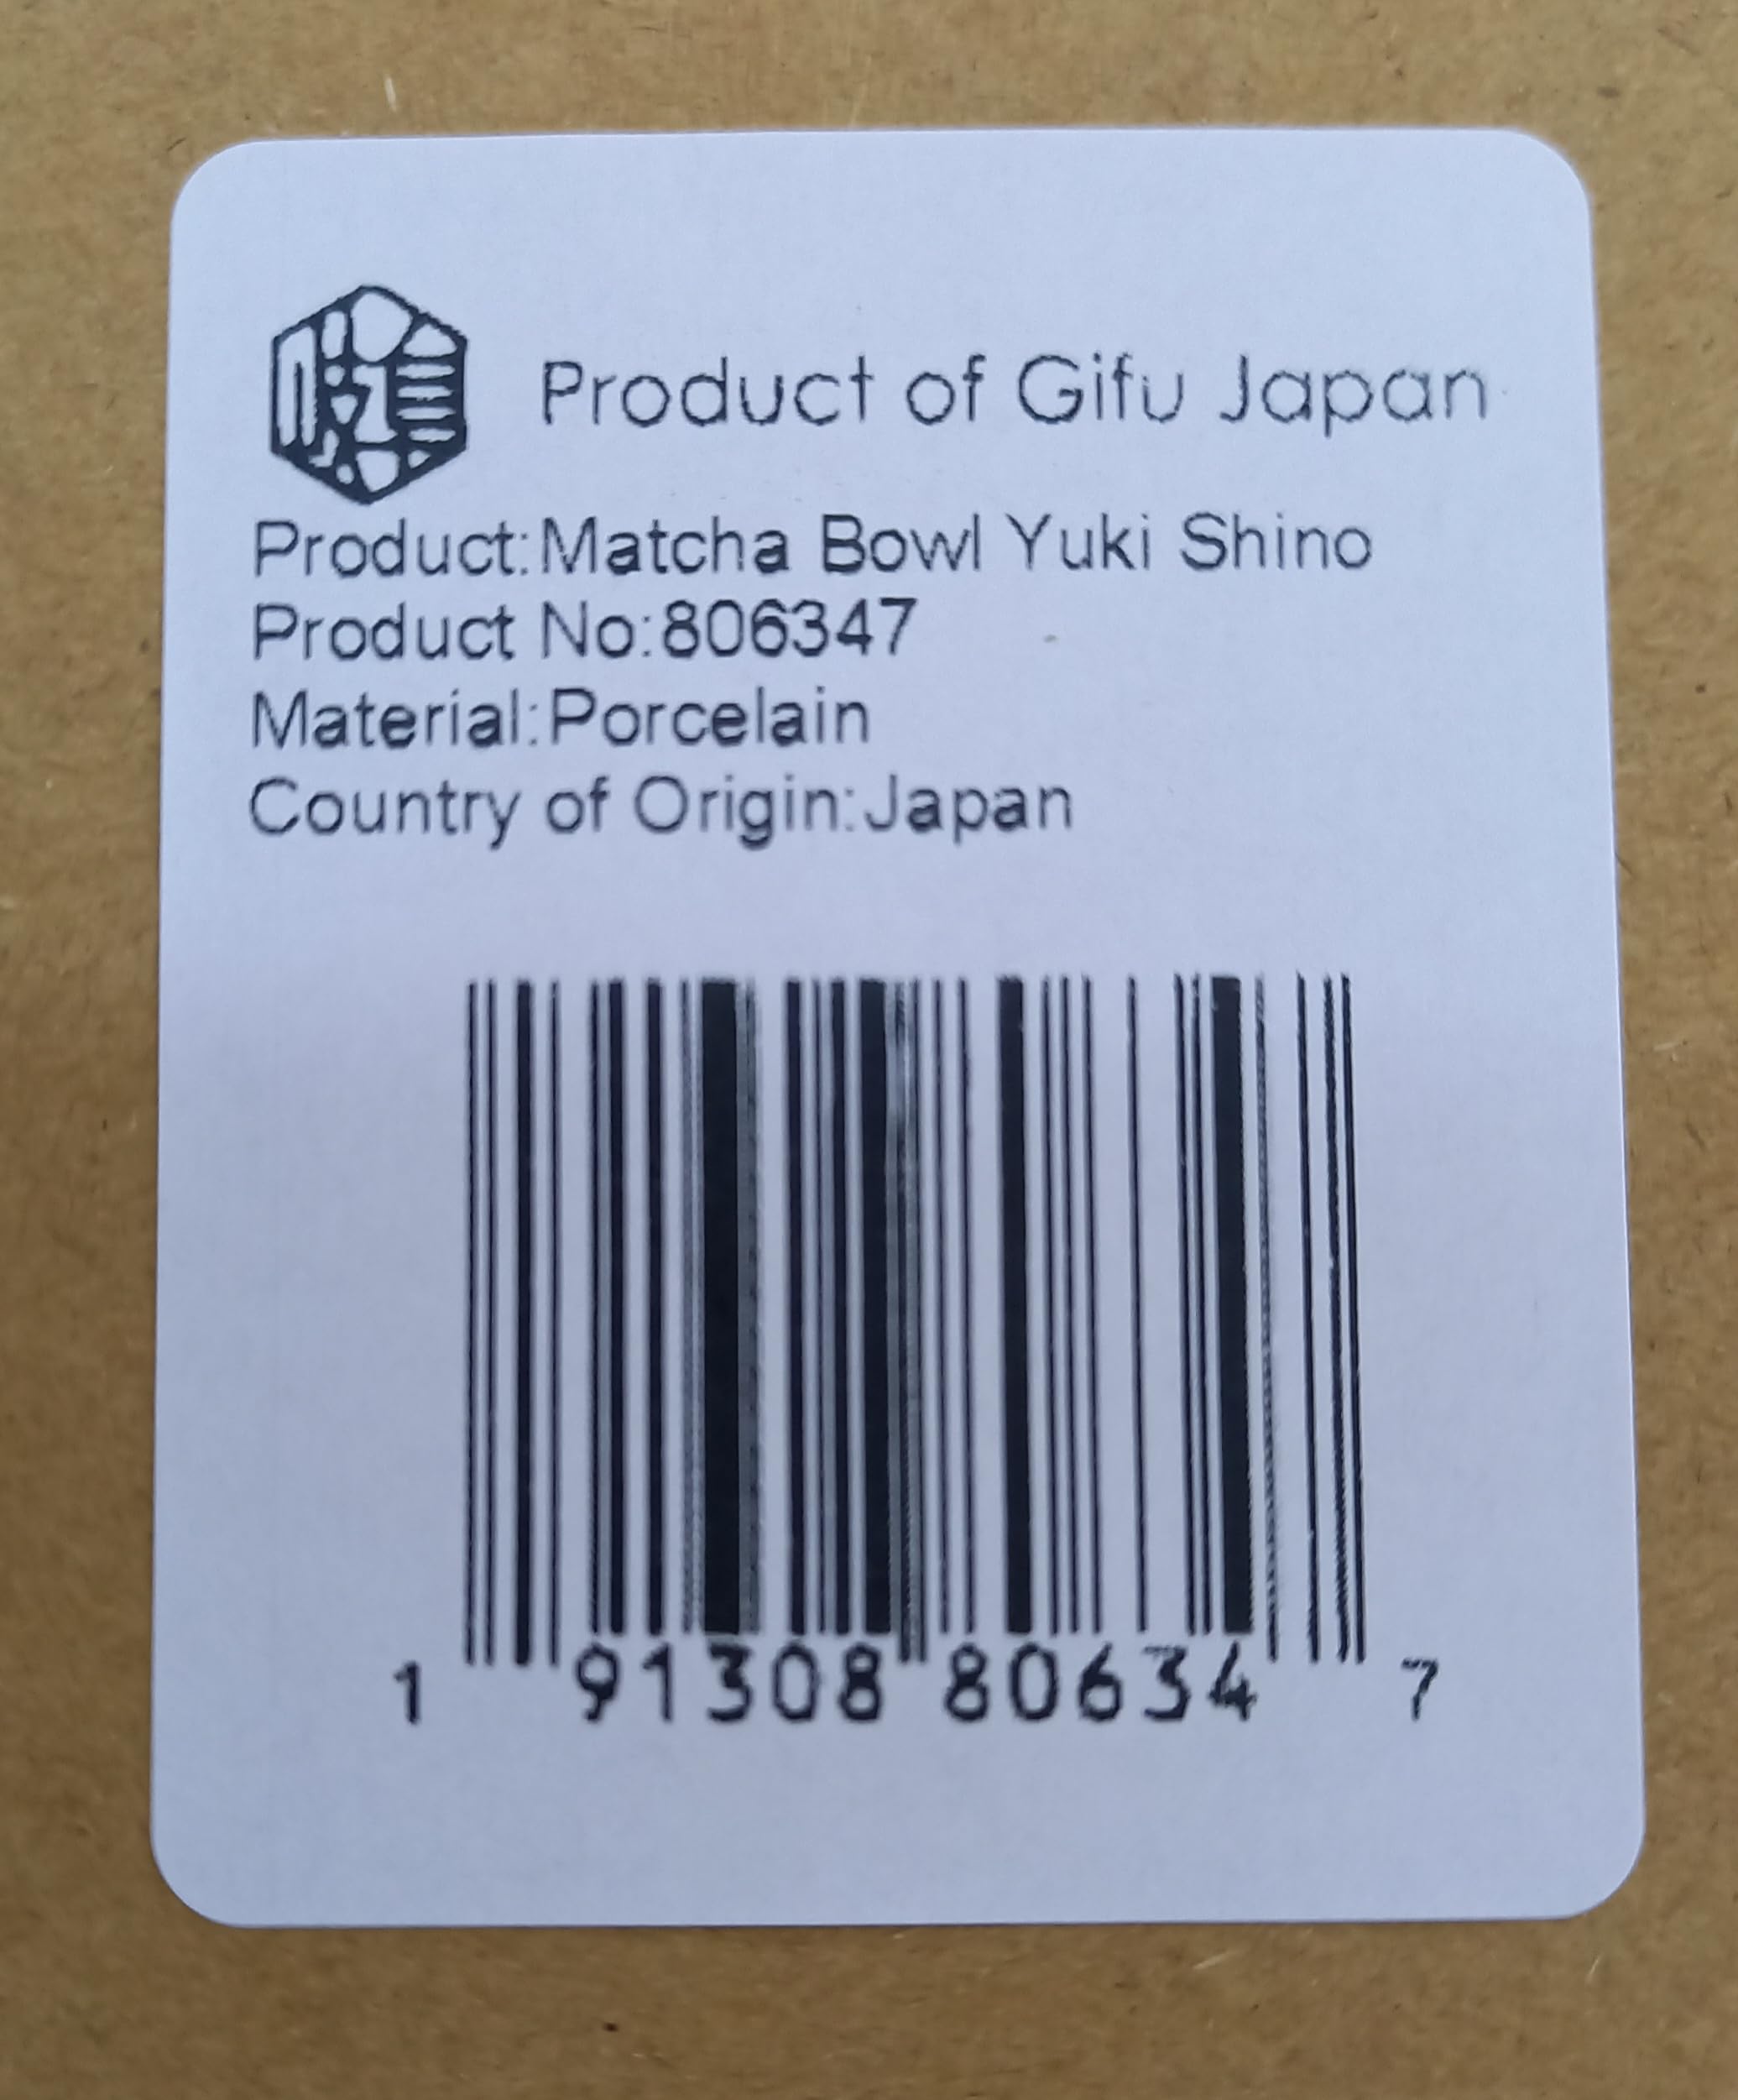 Product of Gifu Japan
Product:Matcha Bowl Yuki Shino
Product No:806347
Material:Porcelain
Country of Origin:Japan
1 91308 80634 7